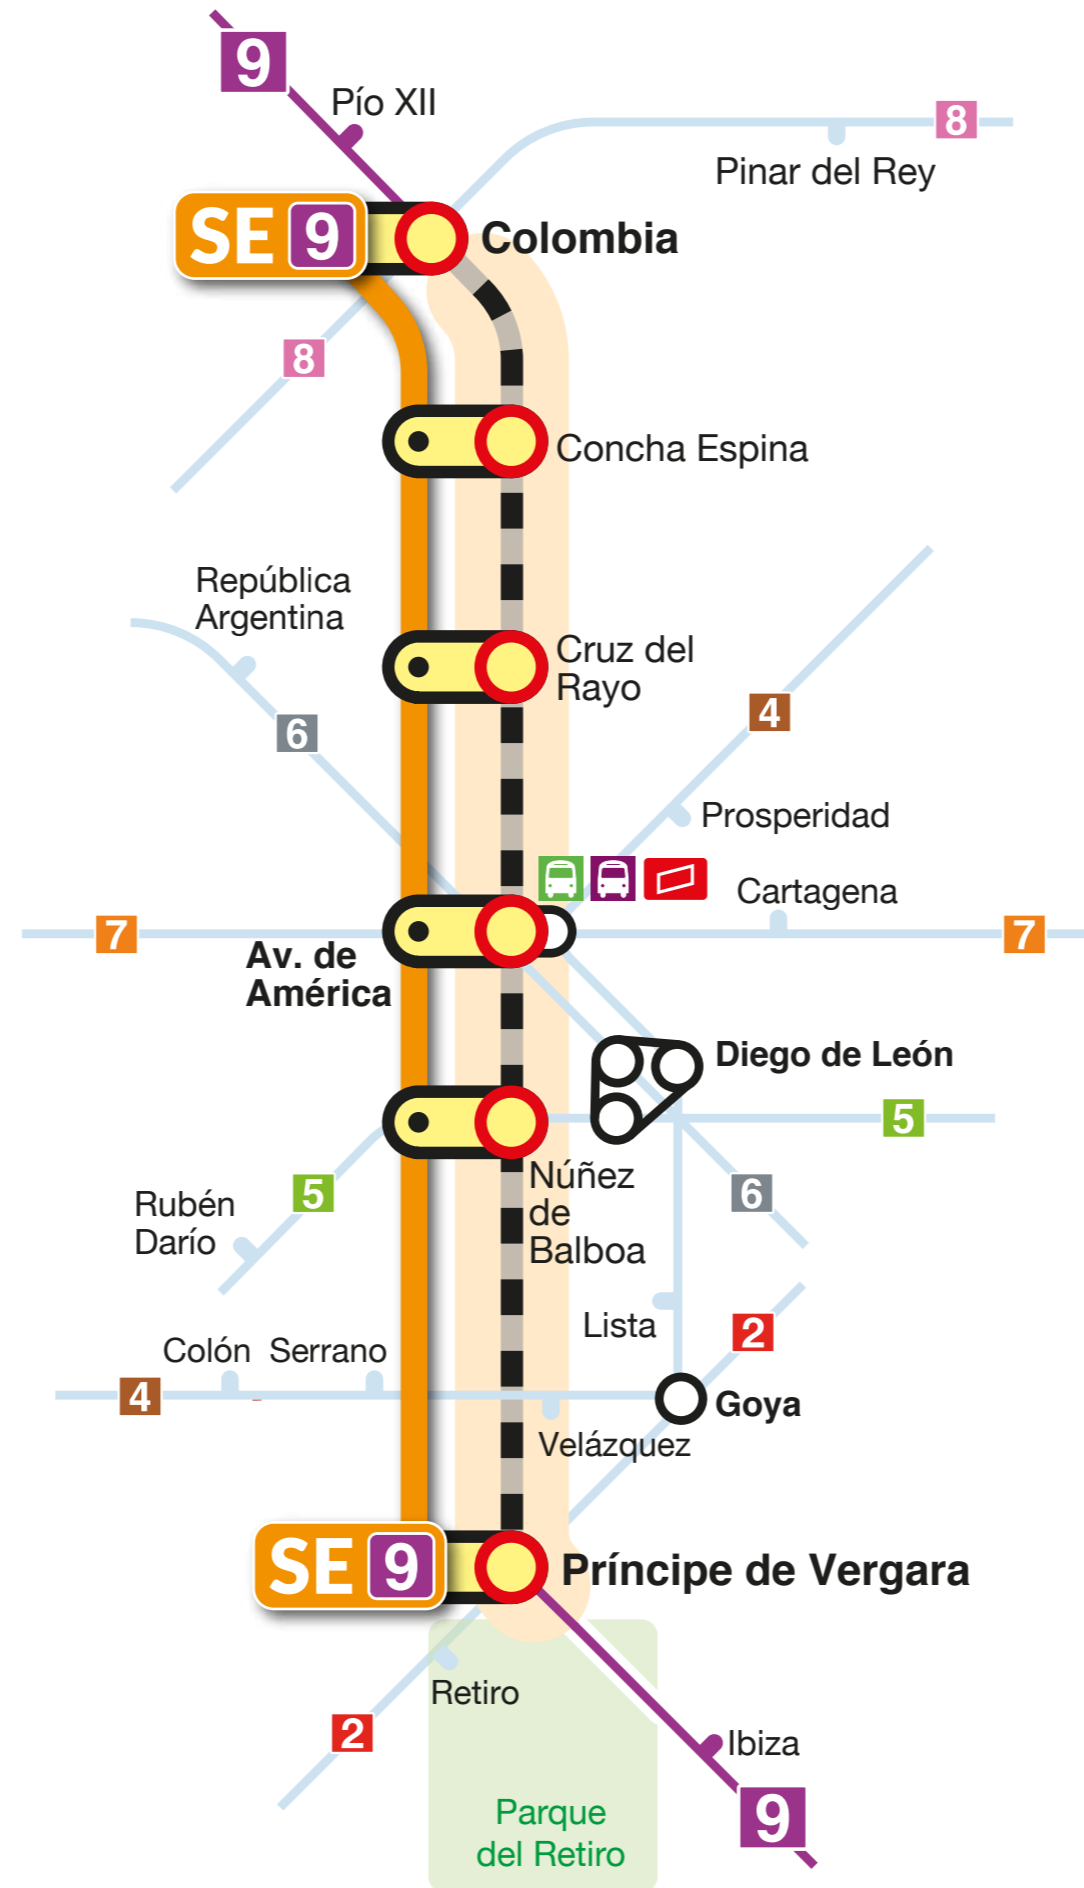 9
Pío XII
8
Pinar del Rey
SE 9
Colombia
8
Concha Espina
República
Argentina
Cruz del
Rayo
6
4
Prosperidad
Cartagena
7
7
Av. de
América
Diego de León
5
Núñez
de
Balboa
5
6
Rubén
Darío
Lista
2
Colón
Serrano
4
Goya
Velázquez
SE 9
Príncipe de Vergara
Retiro
2
Ibiza
9
Parque
del Retiro